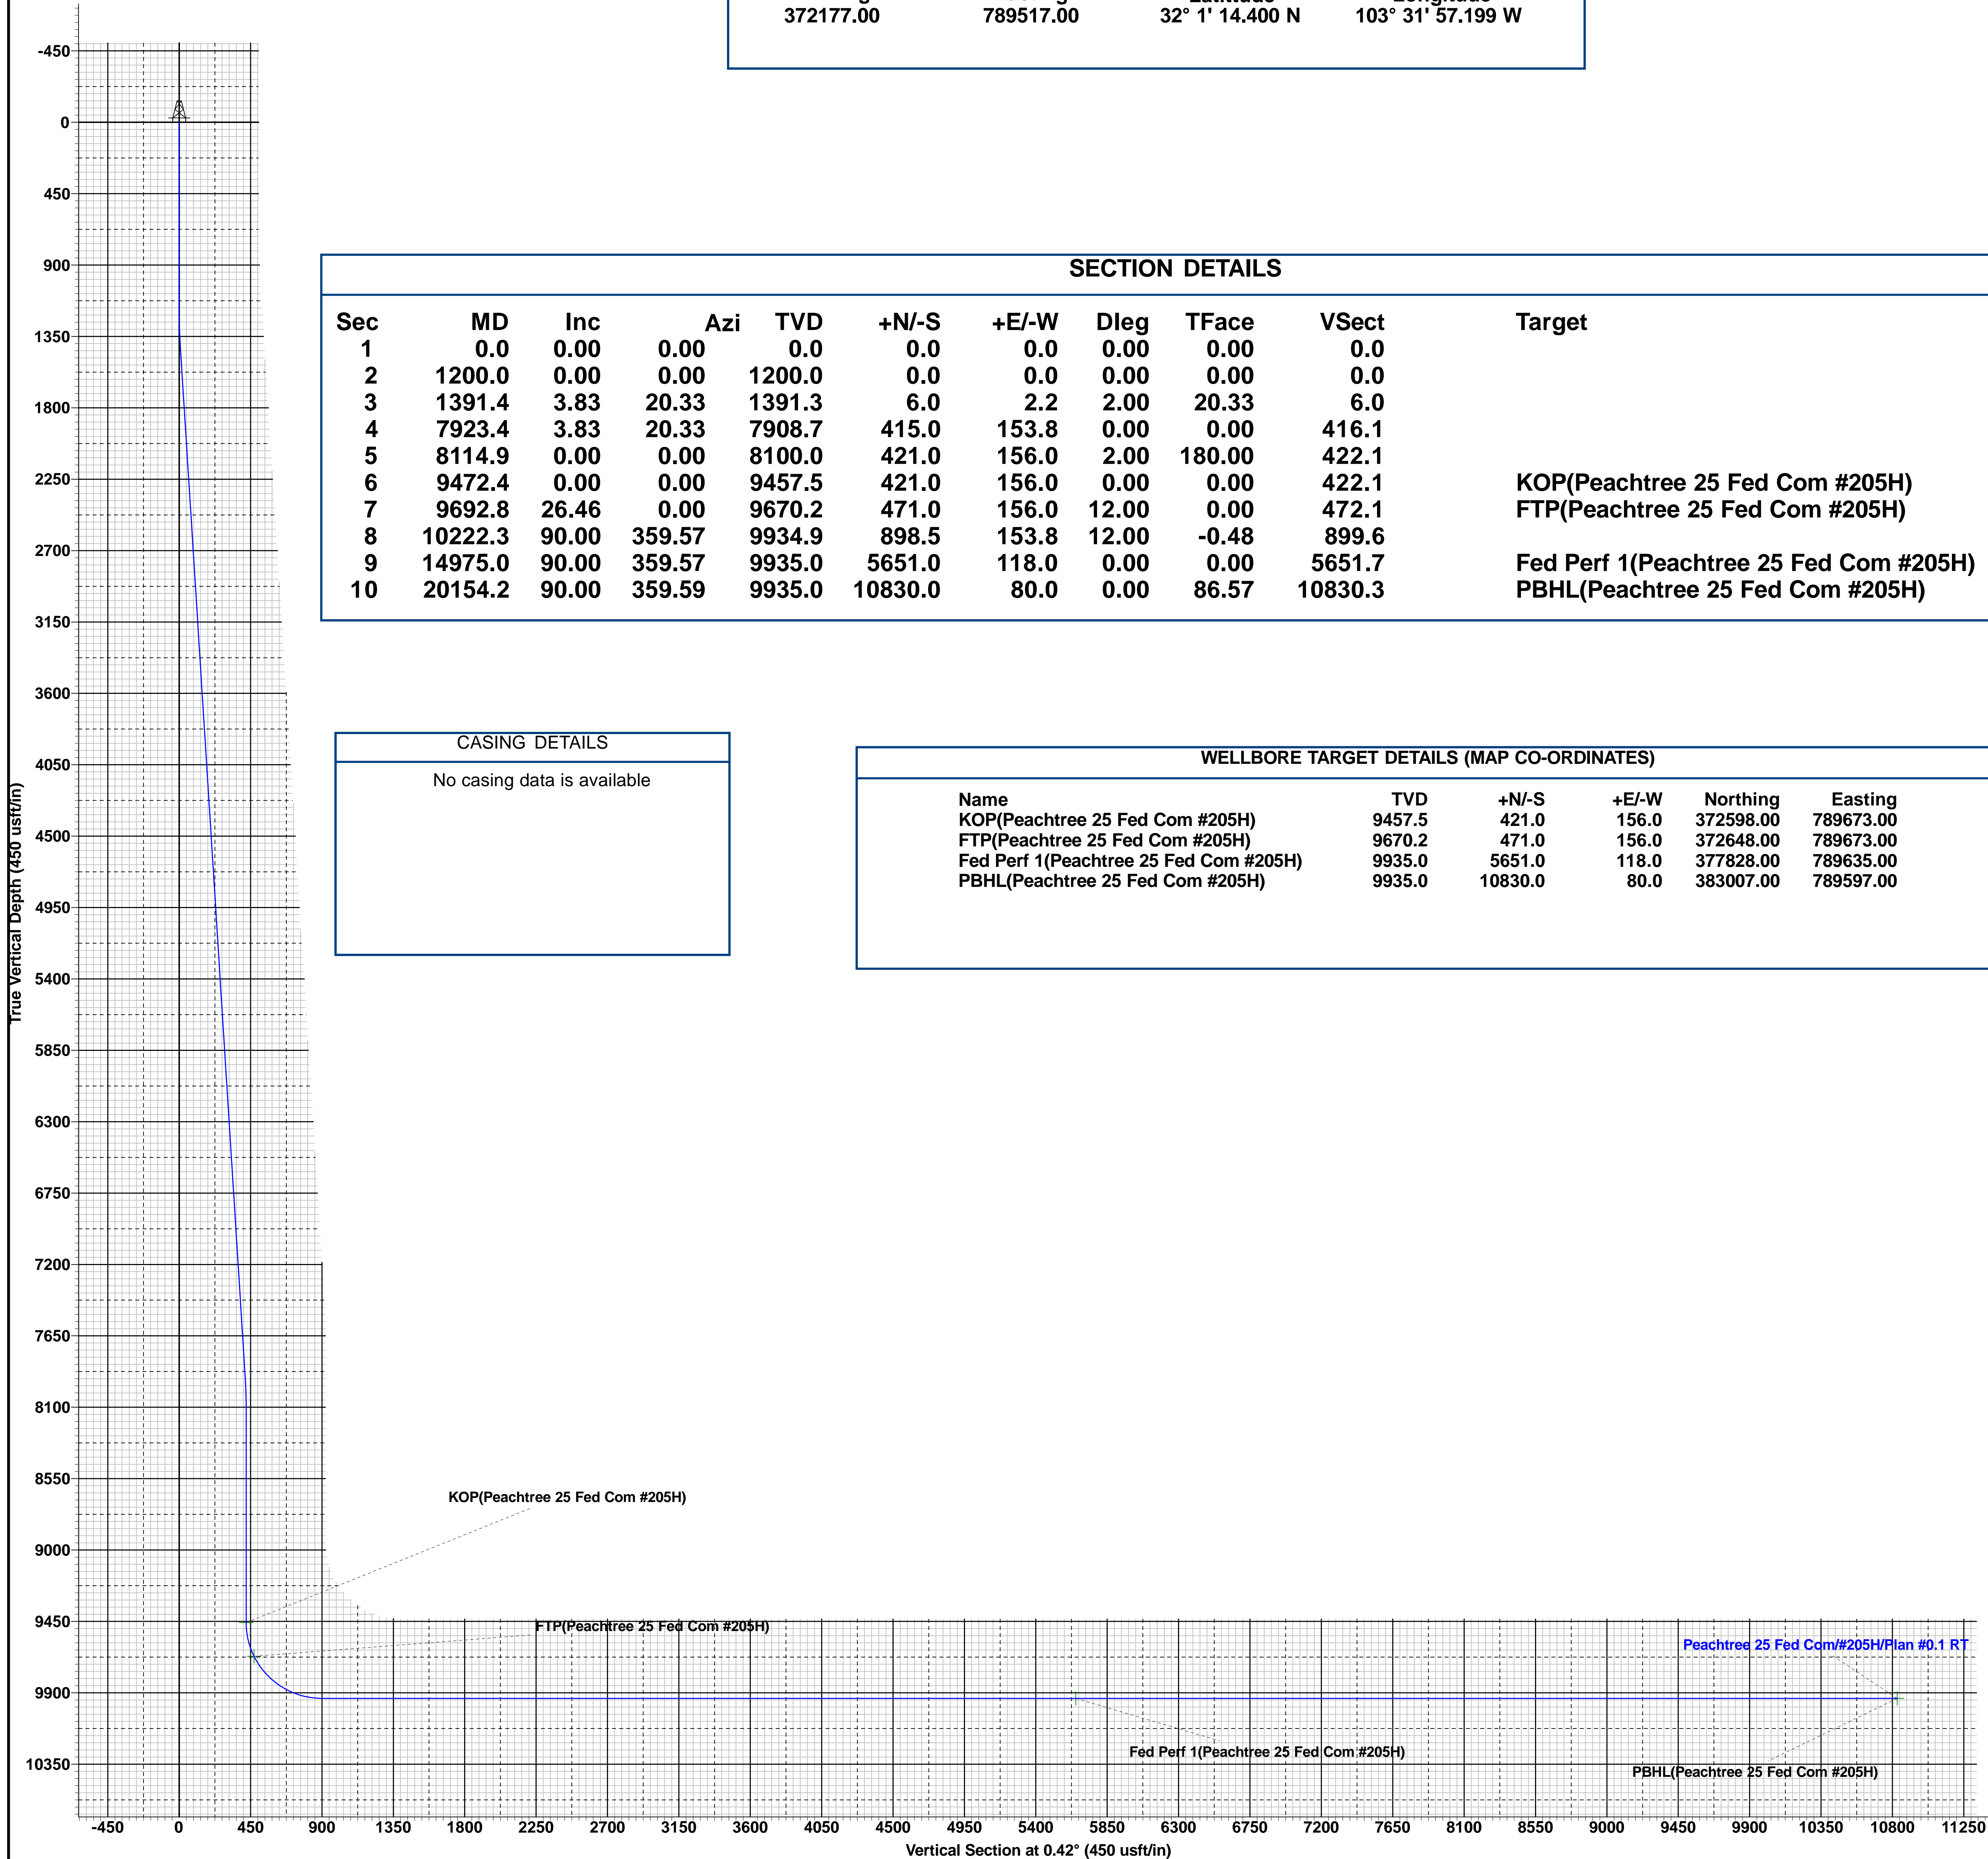 372177.00 789517.00 32° 1' 14.400 N 103° 31' 57.199 W
SECTION DETAILS
Sec MD Inc Azi TVD +N/-S +E/-W Dleg TFace VSect Target
1 0.0 0.00 0.00 0.0 0.0 0.0 0.00 0.00 0.0
2 1200.0 0.00 0.00 1200.0 0.0 0.0 0.00 0.00 0.0
3 1391.4 3.83 20.33 1391.3 6.0 2.2 2.00 20.33 6.0
4 7923.4 3.83 20.33 7908.7 415.0 153.8 0.00 0.00 416.1
5 8114.9 0.00 0.00 8100.0 421.0 156.0 2.00 180.00 422.1
6 9472.4 0.00 0.00 9457.5 421.0 156.0 0.00 0.00 422.1 KOP(Peachtree 25 Fed Com #205H)
7 9692.8 26.46 0.00 9670.2 471.0 156.0 12.00 0.00 472.1 FTP(Peachtree 25 Fed Com #205H)
8 10222.3 90.00 359.57 9934.9 898.5 153.8 12.00 -0.48 899.6
9 14975.0 90.00 359.57 9935.0 5651.0 118.0 0.00 0.00 5651.7 Fed Perf 1(Peachtree 25 Fed Com #205H)
10 20154.2 90.00 359.59 9935.0 10830.0 80.0 0.00 86.57 10830.3 PBHL(Peachtree 25 Fed Com #205H)
CASING DETAILS
No casing data is available
WELLBORE TARGET DETAILS (MAP CO-ORDINATES)
Name TVD +N/-S +E/-W Northing Easting
KOP(Peachtree 25 Fed Com #205H) 9457.5 421.0 156.0 372598.00 789673.00
FTP(Peachtree 25 Fed Com #205H) 9670.2 471.0 156.0 372648.00 789673.00
Fed Perf 1(Peachtree 25 Fed Com #205H) 9935.0 5651.0 118.0 377828.00 789635.00
PBHL(Peachtree 25 Fed Com #205H) 9935.0 10830.0 80.0 383007.00 789597.00
True Vertical Depth (450 usft/in)
-450
0
450
900
1350
1800
2250
2700
3150
3600
4050
4500
4950
5400
5850
6300
6750
7200
7650
8100
8550
9000
9450
9900
10350
KOP(Peachtree 25 Fed Com #205H)
FTP(Peachtree 25 Fed Com #205H)
Peachtree 25 Fed Com/#205H/Plan #0.1 RT
Fed Perf 1(Peachtree 25 Fed Com #205H)
PBHL(Peachtree 25 Fed Com #205H)
-450 0 450 900 1350 1800 2250 2700 3150 3600 4050 4500 4950 5400 5850 6300 6750 7200 7650 8100 8550 9000 9450 9900 10350 10800 11250
Vertical Section at 0.42° (450 usft/in)